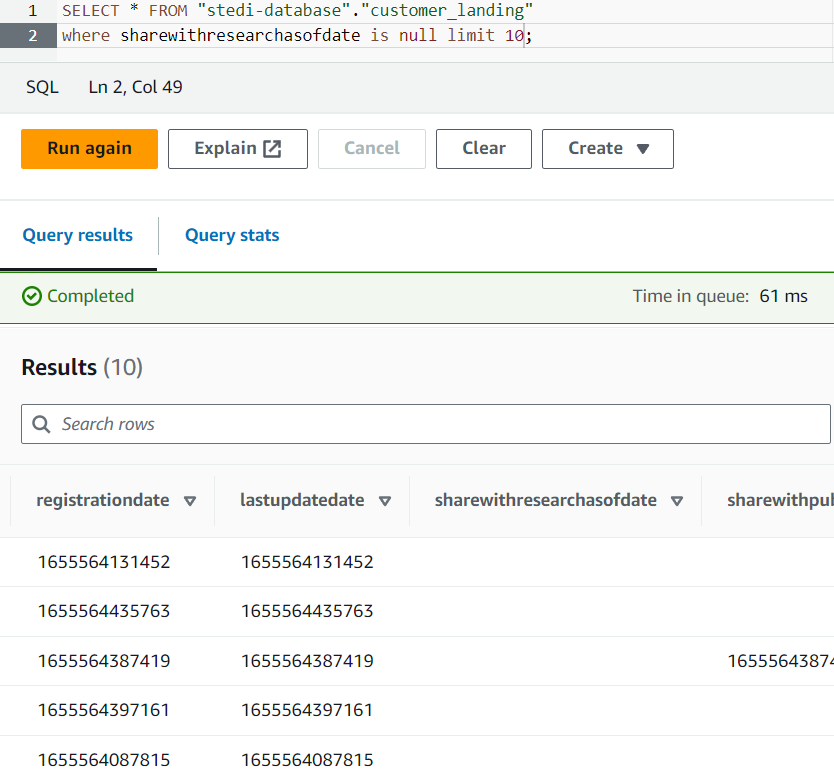 1 SELECT * FROM "stedi-database"."customer_landing"
2 where sharewithresearchasofdate is null limit 10;
SQL Ln 2, Col 49
Run again Explain Cancel Clear Create
Query results Query stats
Completed Time in queue: 61 ms
Results (10)
Search rows
registrationdate lastupdatedate sharewithresearchasofdate sharewithpub
1655564131452 1655564131452
1655564435763 1655564435763
1655564387419 1655564387419 16555643874
1655564397161 1655564397161
1655564087815 1655564087815